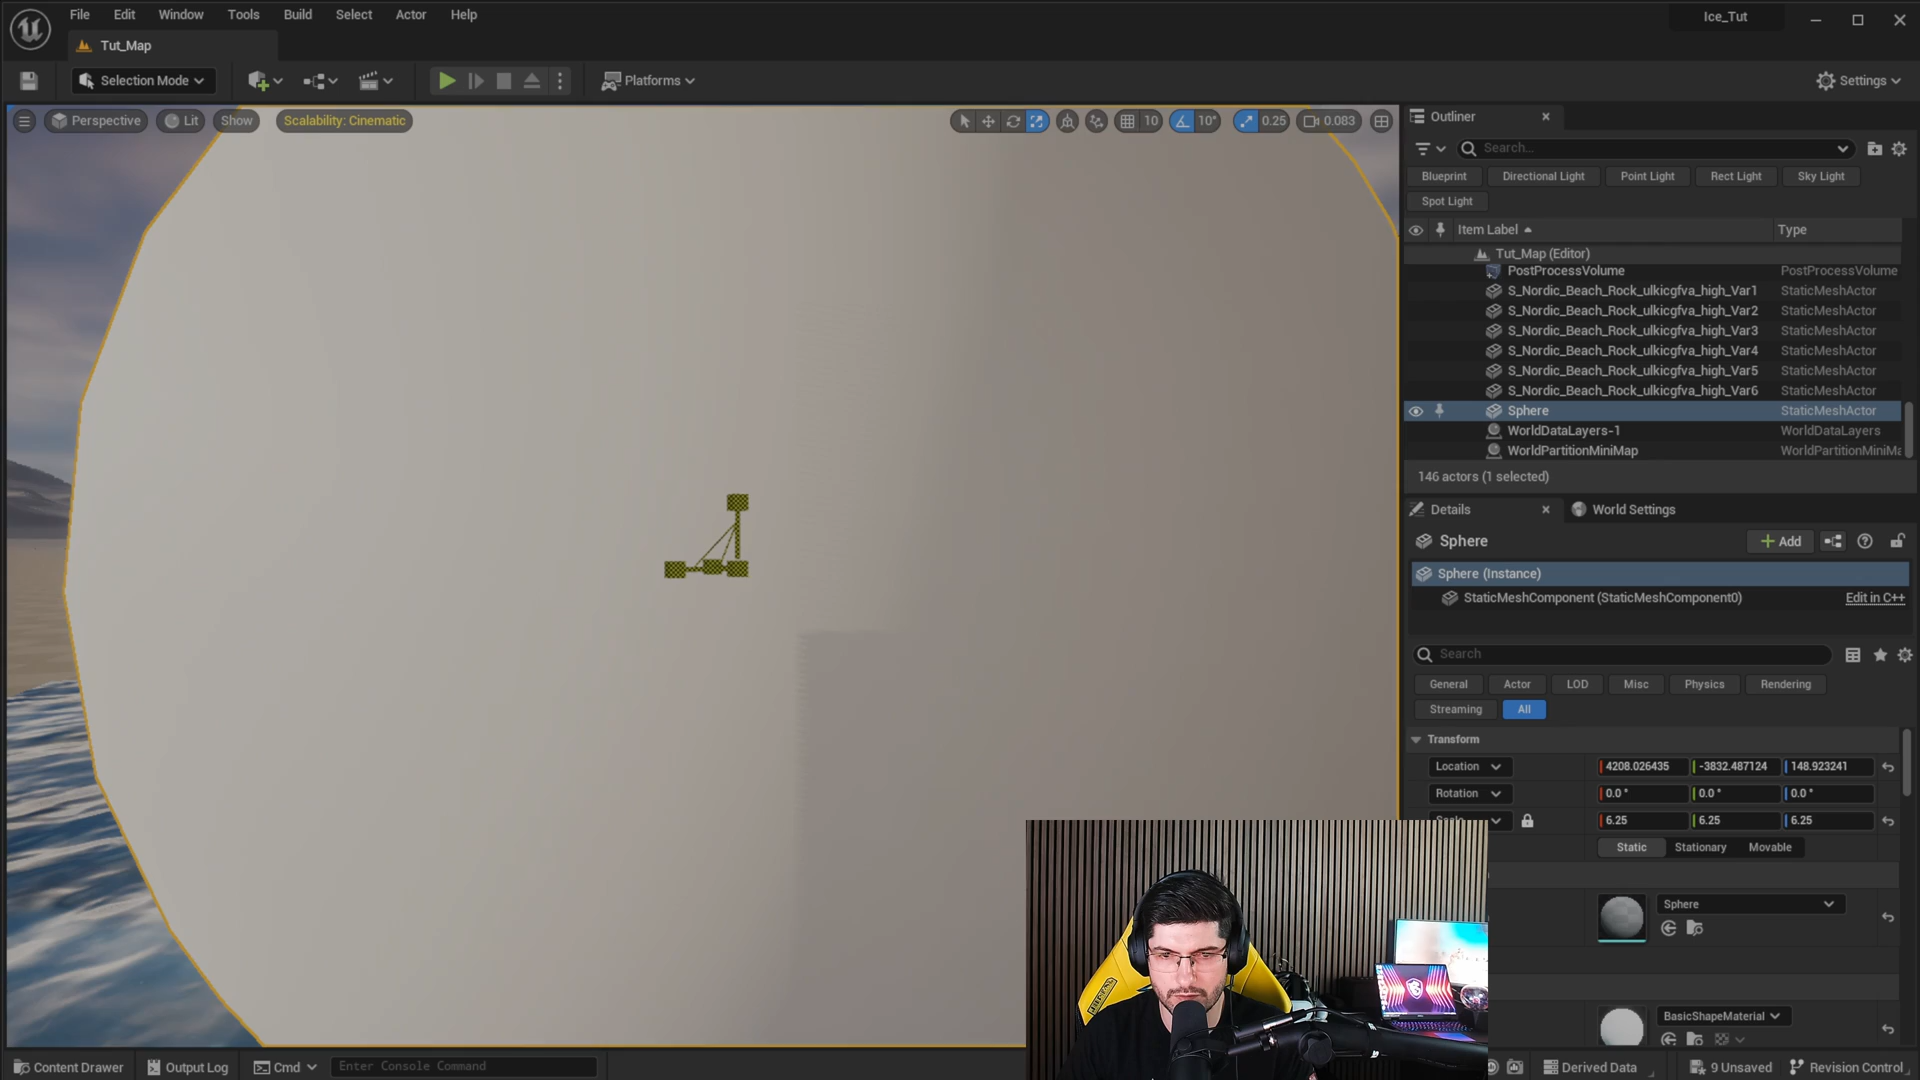 File Edit Window Tools Build Select Actor Help
Ice_Tut
Tut_Map
Selection Mode
Platforms
Settings
Perspective Lit Show Scalability: Cinematic
10 10° 0.25 0.083
Outliner
Search...
Blueprint Directional Light Point Light Rect Light Sky Light
Spot Light
Item Label Type
Tut_Map (Editor)
PostProcessVolume PostProcessVolume
S_Nordic_Beach_Rock_ulkicgfva_high_Var1 StaticMeshActor
S_Nordic_Beach_Rock_ulkicgfva_high_Var2 StaticMeshActor
S_Nordic_Beach_Rock_ulkicgfva_high_Var3 StaticMeshActor
S_Nordic_Beach_Rock_ulkicgfva_high_Var4 StaticMeshActor
S_Nordic_Beach_Rock_ulkicgfva_high_Var5 StaticMeshActor
S_Nordic_Beach_Rock_ulkicgfva_high_Var6 StaticMeshActor
Sphere StaticMeshActor
WorldDataLayers-1 WorldDataLayers
WorldPartitionMiniMap WorldPartitionMiniMa
146 actors (1 selected)
Details World Settings
Sphere Add
Sphere (Instance)
StaticMeshComponent (StaticMeshComponent0) Edit in C++
Search
General Actor LOD Misc Physics Rendering
Streaming All
Transform
Location 4208.026435 -3832.487124 148.923241
Rotation 0.0° 0.0° 0.0°
6.25 6.25 6.25
Static Stationary Movable
Sphere
BasicShapeMaterial
Content Drawer Output Log Cmd Enter Console Command Derived Data 9 Unsaved Revision Control